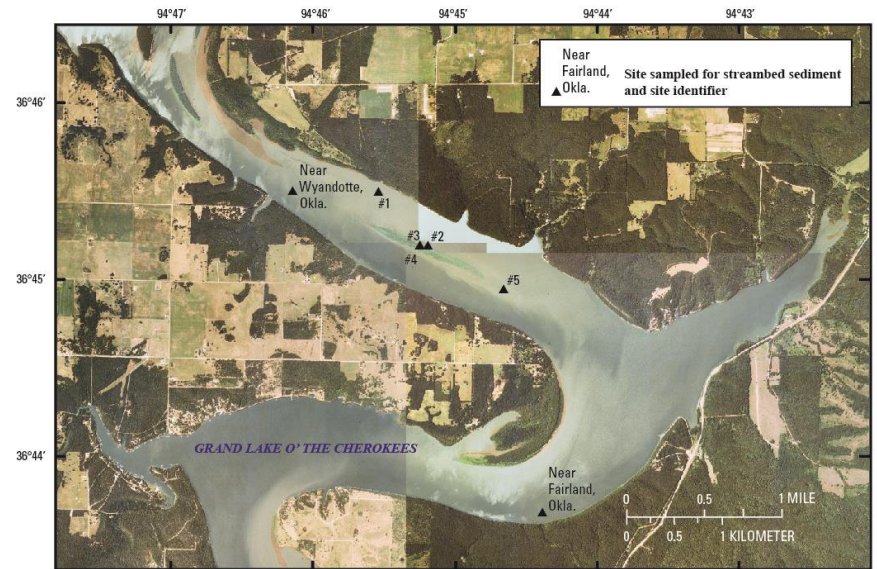 94°47′ 94°46′ 94°45′ 94°44′ 94°43′
36°46′
36°45′
36°44′
Near
Fairland,
Okla.
Site sampled for streambed sediment
and site identifier
Near
Wyandotte,
Okla.
#1
#3 #2
#4
#5
GRAND LAKE O' THE CHEROKEES
Near
Fairland,
Okla.
0 0.5 1 MILE
0 0.5 1 KILOMETER